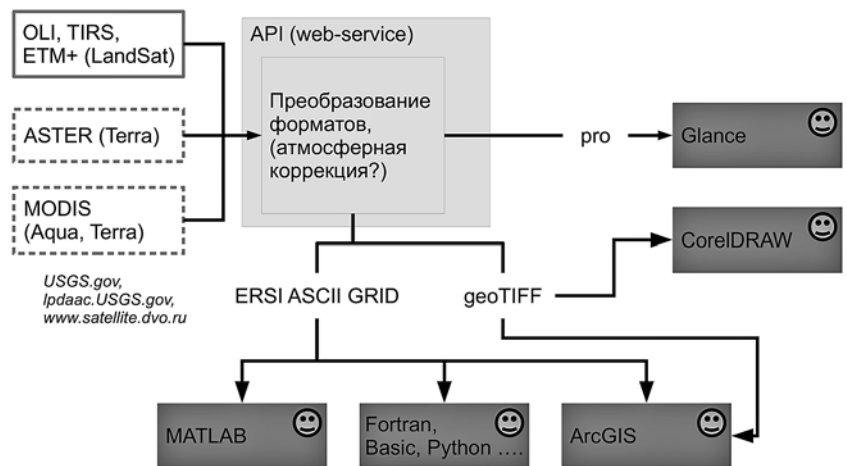 OLI, TIRS,
ETM+ (LandSat)
API (web-service)
Преобразование
форматов,
(атмосферная
коррекция?)
ASTER (Terra)
pro
Glance
MODIS
(Aqua, Terra)
CorelDRAW
USGS.gov,
lpdaac.USGS.gov,
www.satellite.dvo.ru
ERSI ASCII GRID
geoTIFF
MATLAB
Fortran,
Basic, Python ....
ArcGIS